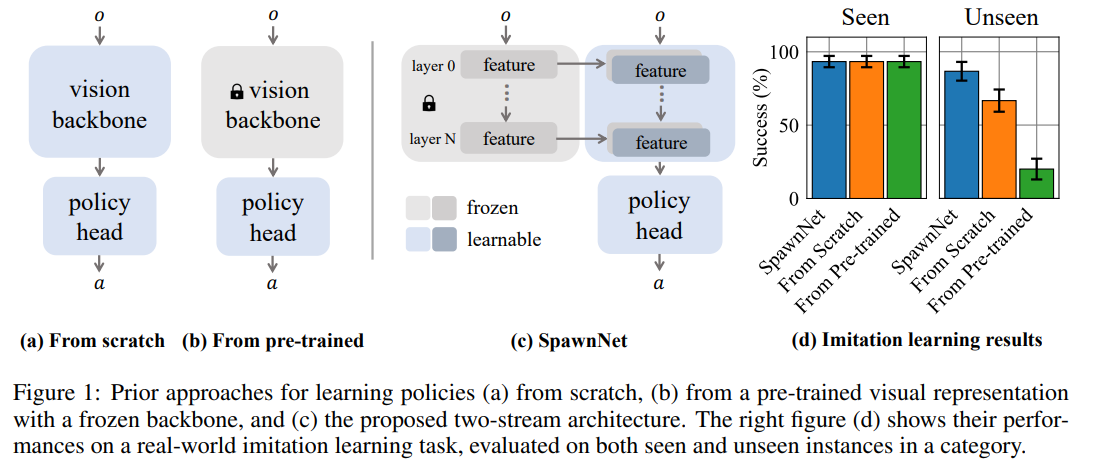 o
vision
backbone
policy
head
a
o
vision
backbone
policy
head
a
o
layer 0
feature
feature
layer N
feature
feature
policy
head
a
frozen
learnable
Seen
Unseen
Success (%)
100
50
0
SpawnNet
From Scratch
From Pre-trained
SpawnNet
From Scratch
From Pre-trained
(a) From scratch
(b) From pre-trained
(c) SpawnNet
(d) Imitation learning results
Figure 1: Prior approaches for learning policies (a) from scratch, (b) from a pre-trained visual representation
with a frozen backbone, and (c) the proposed two-stream architecture. The right figure (d) shows their perfor-
mances on a real-world imitation learning task, evaluated on both seen and unseen instances in a category.